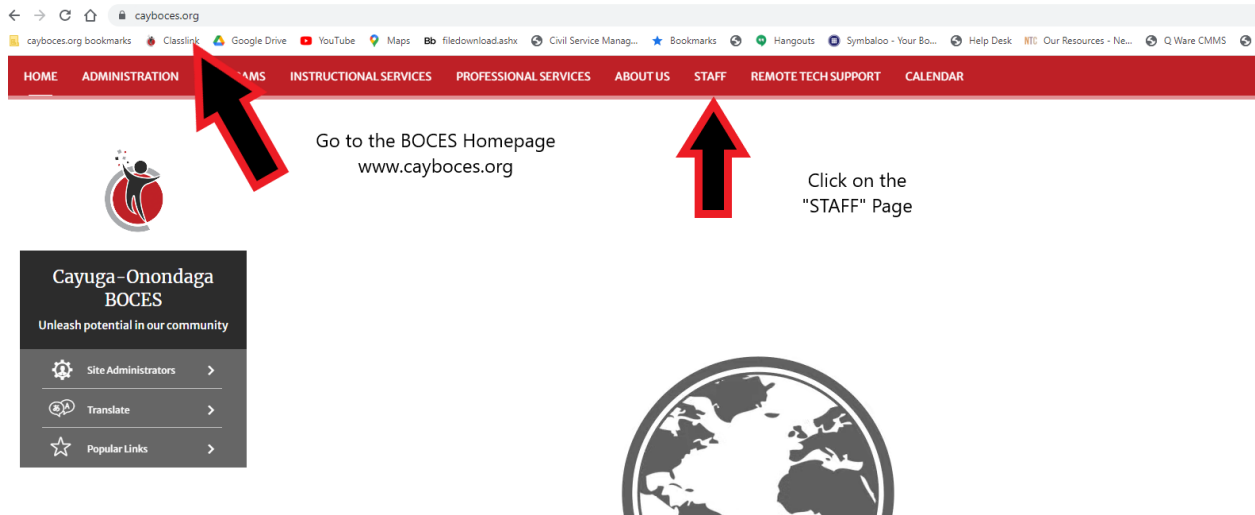 cayboces.org
cayboces.org bookmarks Classlink Google Drive YouTube Maps Bb filedownload.ashx Civil Service Manag... Bookmarks Hangouts Symbaloo - Your Bo... Help Desk NTC Our Resources - Ne... Q Ware CMMS
HOME ADMINISTRATION AMS INSTRUCTIONAL SERVICES PROFESSIONAL SERVICES ABOUT US STAFF REMOTE TECH SUPPORT CALENDAR
Go to the BOCES Homepage
www.cayboces.org
Click on the
"STAFF" Page
Cayuga-Onondaga
BOCES
Unleash potential in our community
Site Administrators
Translate
Popular Links